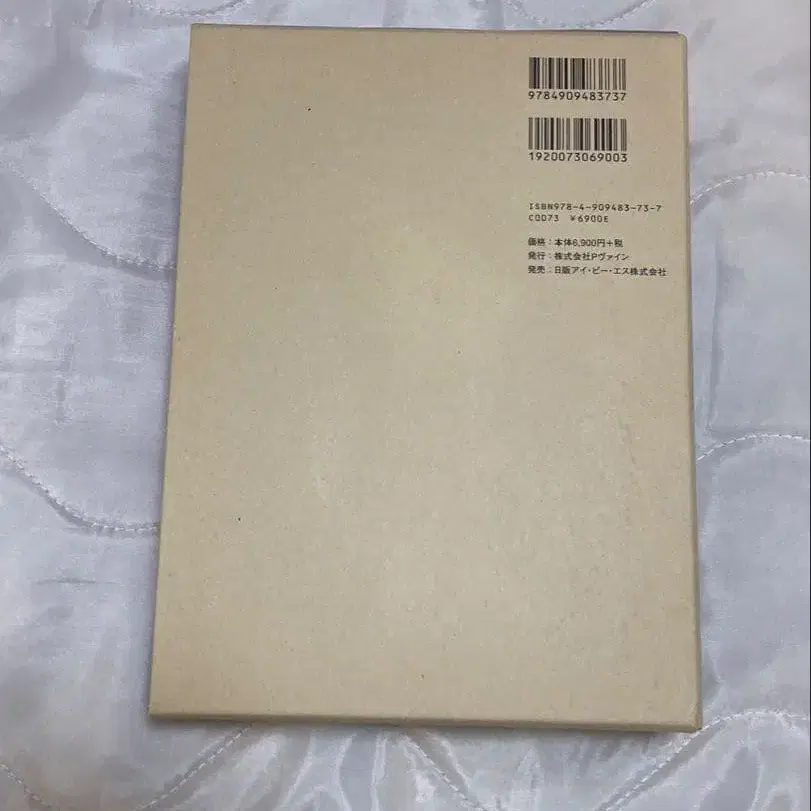 9784909483737
1920073069003
ISBN978-4-909483-73-7
C0073 ¥6900E
価格：本体6,900円+税
発行：株式会社Pヴァイン
発売：日販アイ・ピー・エス株式会社